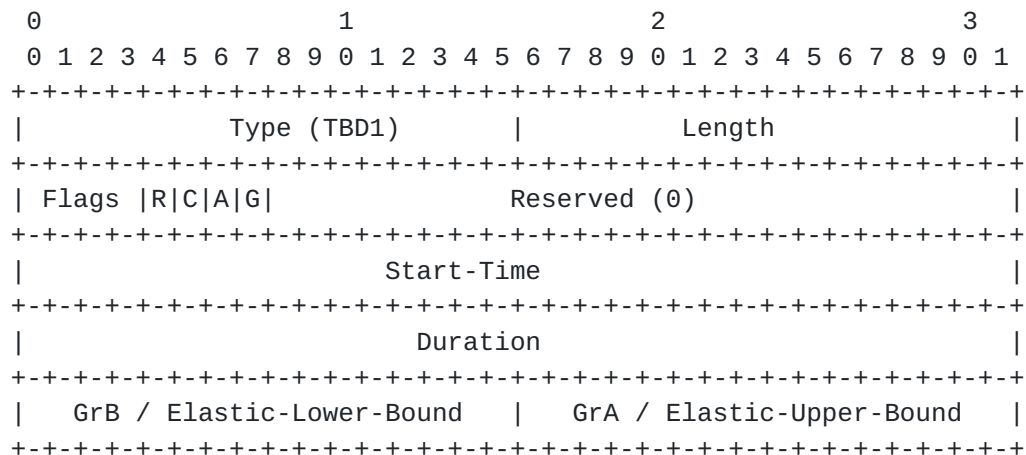 0                   1                   2                   3
 0 1 2 3 4 5 6 7 8 9 0 1 2 3 4 5 6 7 8 9 0 1 2 3 4 5 6 7 8 9 0 1
+-+-+-+-+-+-+-+-+-+-+-+-+-+-+-+-+-+-+-+-+-+-+-+-+-+-+-+-+-+-+-+-+
|             Type (TBD1)       |          Length               |
+-+-+-+-+-+-+-+-+-+-+-+-+-+-+-+-+-+-+-+-+-+-+-+-+-+-+-+-+-+-+-+-+
| Flags |R|C|A|G|               Reserved (0)                    |
+-+-+-+-+-+-+-+-+-+-+-+-+-+-+-+-+-+-+-+-+-+-+-+-+-+-+-+-+-+-+-+-+
|                       Start-Time                              |
+-+-+-+-+-+-+-+-+-+-+-+-+-+-+-+-+-+-+-+-+-+-+-+-+-+-+-+-+-+-+-+-+
|                         Duration                              |
+-+-+-+-+-+-+-+-+-+-+-+-+-+-+-+-+-+-+-+-+-+-+-+-+-+-+-+-+-+-+-+-+
|   GrB / Elastic-Lower-Bound   |   GrA / Elastic-Upper-Bound   |
+-+-+-+-+-+-+-+-+-+-+-+-+-+-+-+-+-+-+-+-+-+-+-+-+-+-+-+-+-+-+-+-+